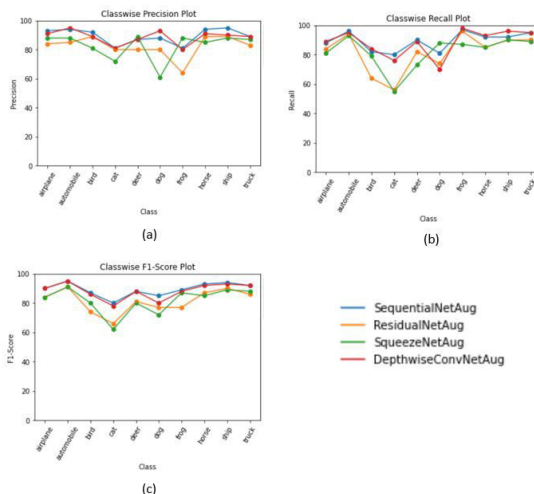 Classwise Precision Plot
100
80
60
40
20
0
Precision
airplane
automobile
bird
cat
deer
dog
frog
horse
ship
truck
Class
(a)
Classwise Recall Plot
100
80
60
40
20
0
Recall
airplane
automobile
bird
cat
deer
dog
frog
horse
ship
truck
Class
(b)
Classwise F1-Score Plot
100
80
60
40
20
0
F1-Score
airplane
automobile
bird
cat
deer
dog
frog
horse
ship
truck
Class
(c)
SequentialNetAug
ResidualNetAug
SqueezeNetAug
DepthwiseConvNetAug